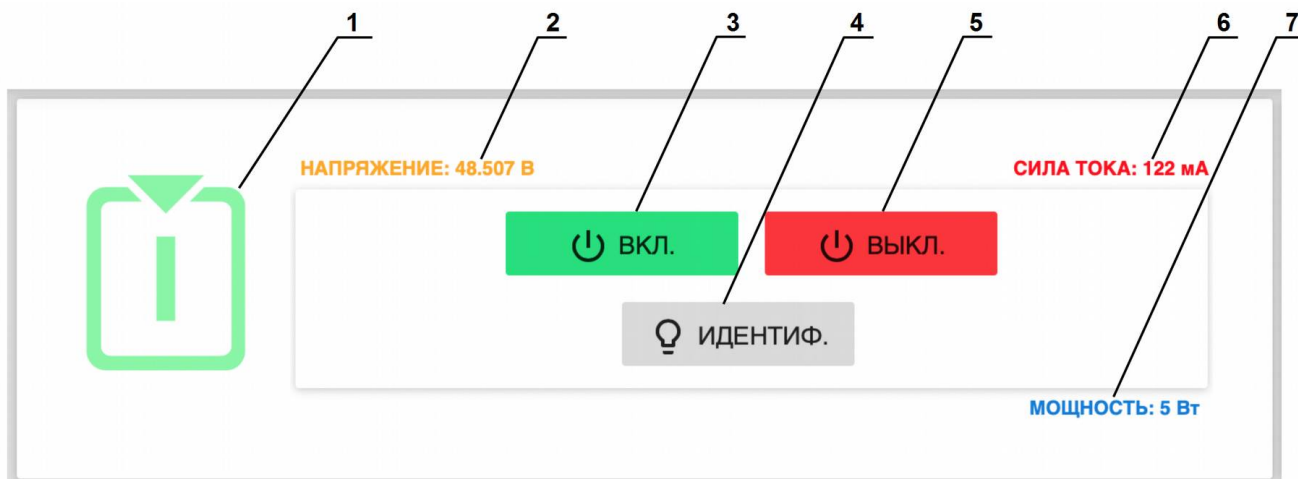 1 2 3 4 5 6 7
НАПРЯЖЕНИЕ: 48.507 В СИЛА ТОКА: 122 мА
ВКЛ. ВЫКЛ.
ИДЕНТИФ.
МОЩНОСТЬ: 5 Вт